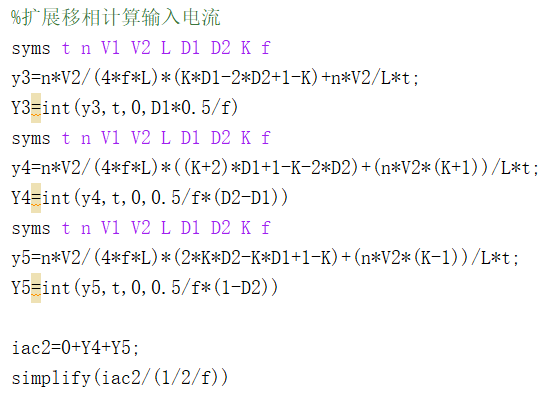 %扩展移相计算输入电流
syms t n V1 V2 L D1 D2 K f
y3=n*V2/(4*f*L)*(K*D1-2*D2+1-K)+n*V2/L*t;
Y3=int(y3,t,0,D1*0.5/f)
syms t n V1 V2 L D1 D2 K f
y4=n*V2/(4*f*L)*((K+2)*D1+1-K-2*D2)+(n*V2*(K+1))/L*t;
Y4=int(y4,t,0,0.5/f*(D2-D1))
syms t n V1 V2 L D1 D2 K f
y5=n*V2/(4*f*L)*(2*K*D2-K*D1+1-K)+(n*V2*(K-1))/L*t;
Y5=int(y5,t,0,0.5/f*(1-D2))
iac2=0+Y4+Y5;
simplify(iac2/(1/2/f))